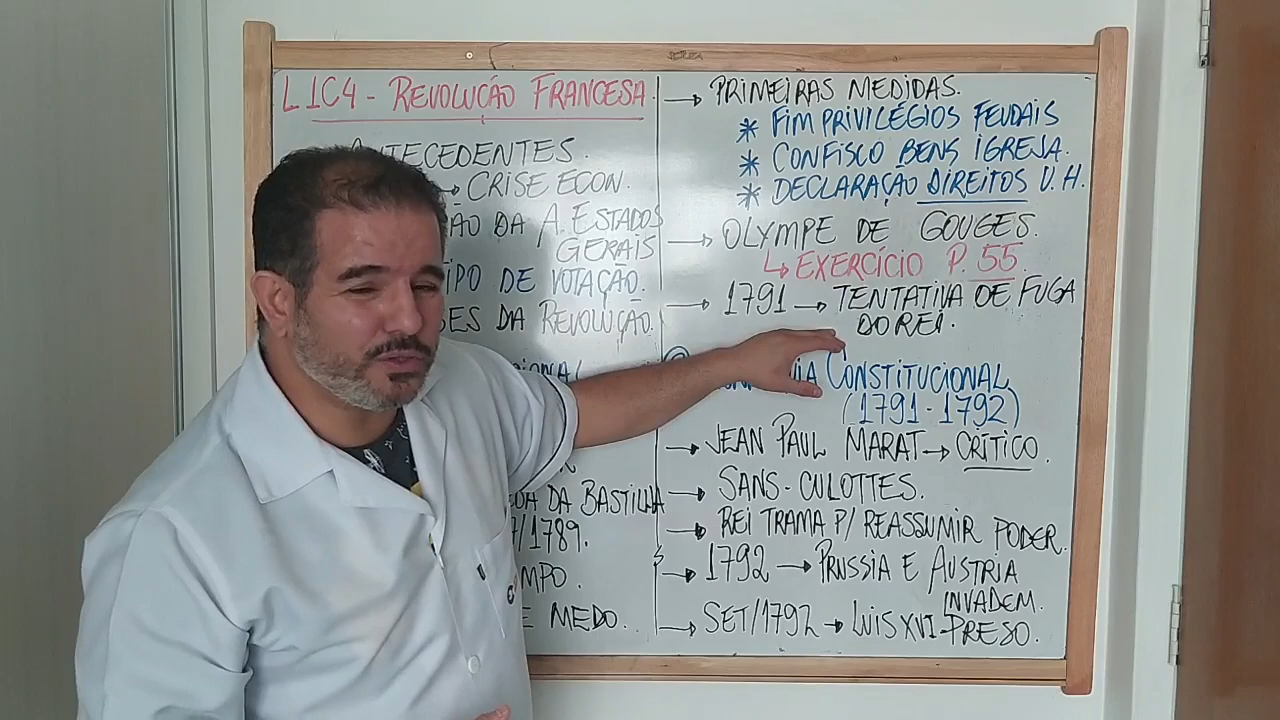 L1C4 - REVOLUÇÃO FRANCESA
ANTECEDENTES.
→ CRISE ECON.
DA A. ESTADOS
GERAIS
TIPO DE VOTAÇÃO.
DA REVOLUÇÃO.
DA BASTILHA
/1789.
E MEDO.
→ PRIMEIRAS MEDIDAS.
* FIM PRIVILÉGIOS FEUDAIS
* CONFISCO BENS IGREJA.
* DECLARAÇÃO DIREITOS U. H.
→ OLYMPE DE GOUGES.
↳ EXERCÍCIO P. 55.
→ 1791 → TENTATIVA DE FUGA
DO REI.
CONSTITUCIONAL
(1791-1792)
→ JEAN PAUL MARAT → CRÍTICO.
→ SANS-CULOTTES.
→ REI TRAMA P/ REASSUMIR PODER.
→ 1792 → PRUSSIA E AUSTRIA
INVADEM.
→ SET/1792 → LUIS XVI - PRESO.